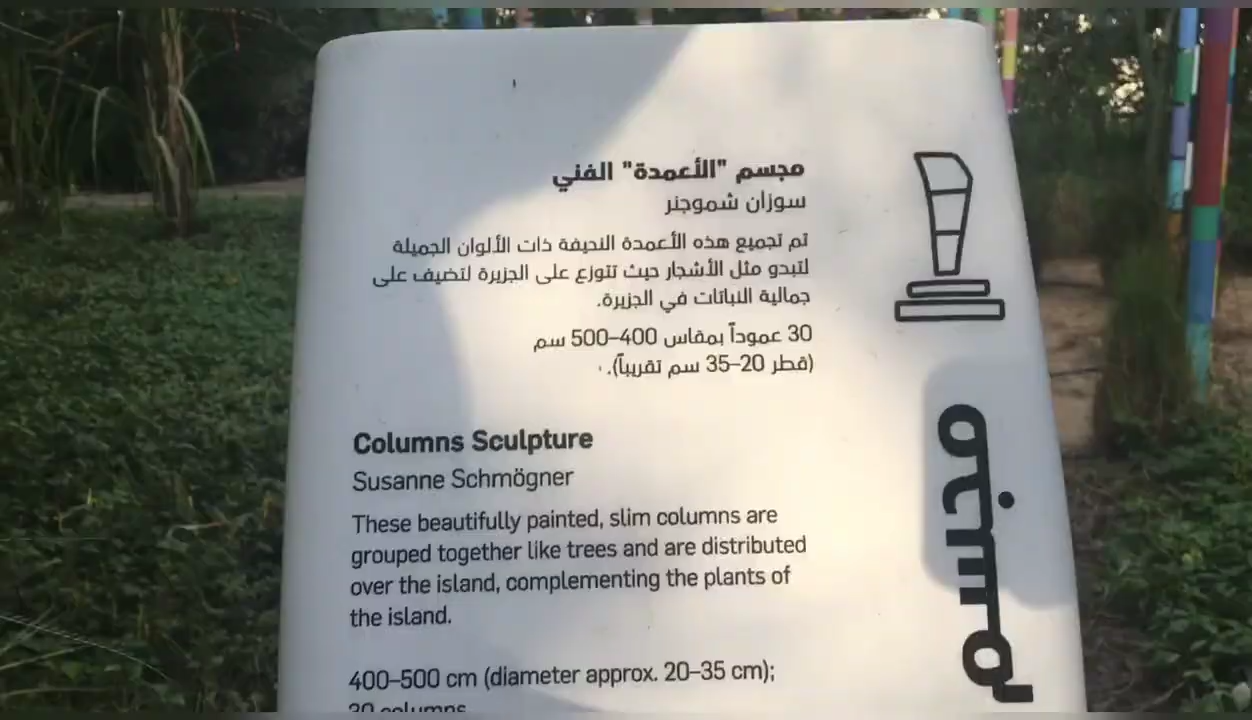 مجسم "الأعمدة" الفني
سوزان شموجنر
تم تجميع هذه الأعمدة النحيفة ذات الألوان الجميلة
لتبدو مثل الأشجار حيث تتوزع على الجزيرة لتضيف على
جمالية النباتات في الجزيرة.
30 عموداً بمقاس 400–500 سم
(قطر 20–35 سم تقريباً).
Columns Sculpture
Susanne Schmögner
These beautifully painted, slim columns are
grouped together like trees and are distributed
over the island, complementing the plants of
the island.
400–500 cm (diameter approx. 20–35 cm);
30 columns